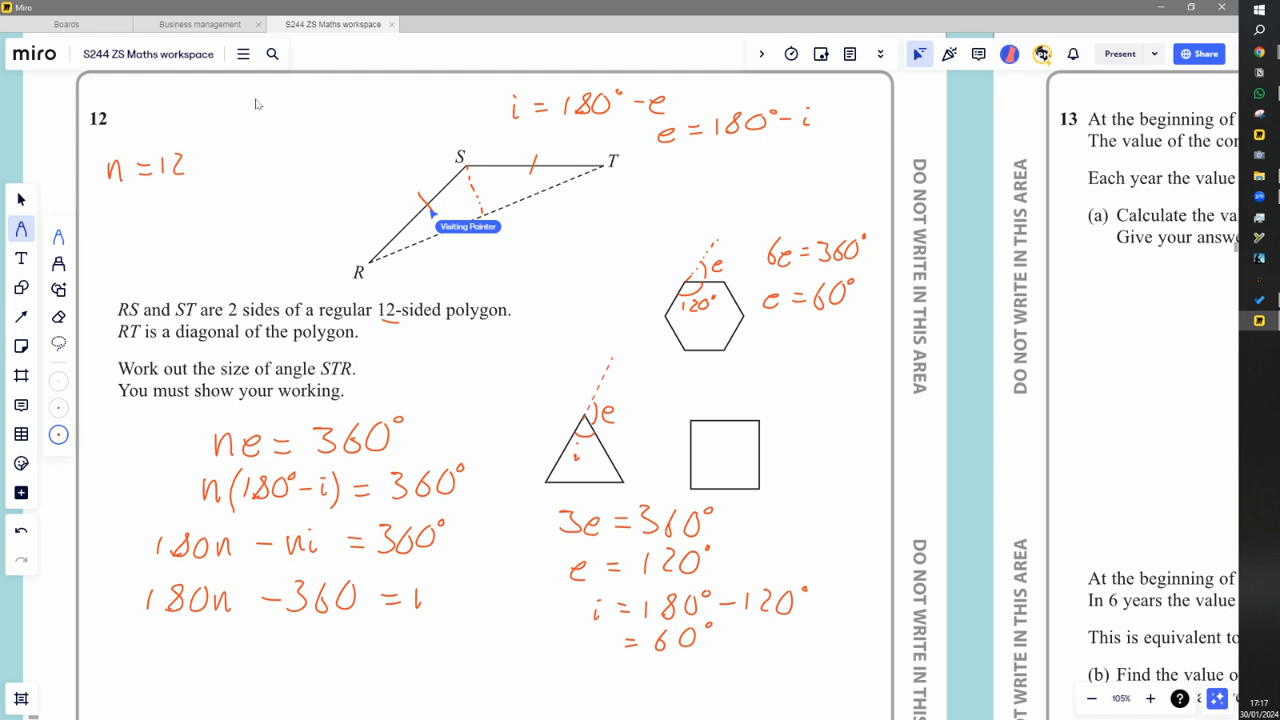 Miro
Boards
Business management
S244 ZS Maths workspace
miro
S244 ZS Maths workspace
Present
Share
12
n = 12
i = 180° - e
e = 180° - i
S
T
R
Visiting Painter
RS and ST are 2 sides of a regular 12-sided polygon.
RT is a diagonal of the polygon.
Work out the size of angle STR.
You must show your working.
e
120°
6e = 360°
e = 60°
ne = 360°
n(180° - i) = 360°
180n - ni = 360°
180n - 360 =
e
i
3e = 360°
e = 120°
i = 180° - 120°
= 60°
DO NOT WRITE IN THIS AREA
DO NOT WRITE IN THIS
DO NOT WRITE IN THIS AREA
DO NOT WRITE IN THIS
13 At the beginning of
The value of the
Each year the value
(a) Calculate the
Give your
At the beginning of
In 6 years the value
This is equivalent
(b) Find the value
105%
17:17
30/01/2024